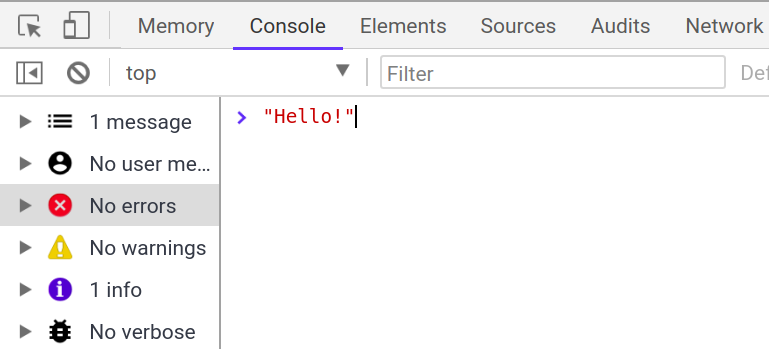 Memory Console Elements Sources Audits Network
top Filter
1 message
"Hello!"
No user me…
No errors
No warnings
1 info
No verbose